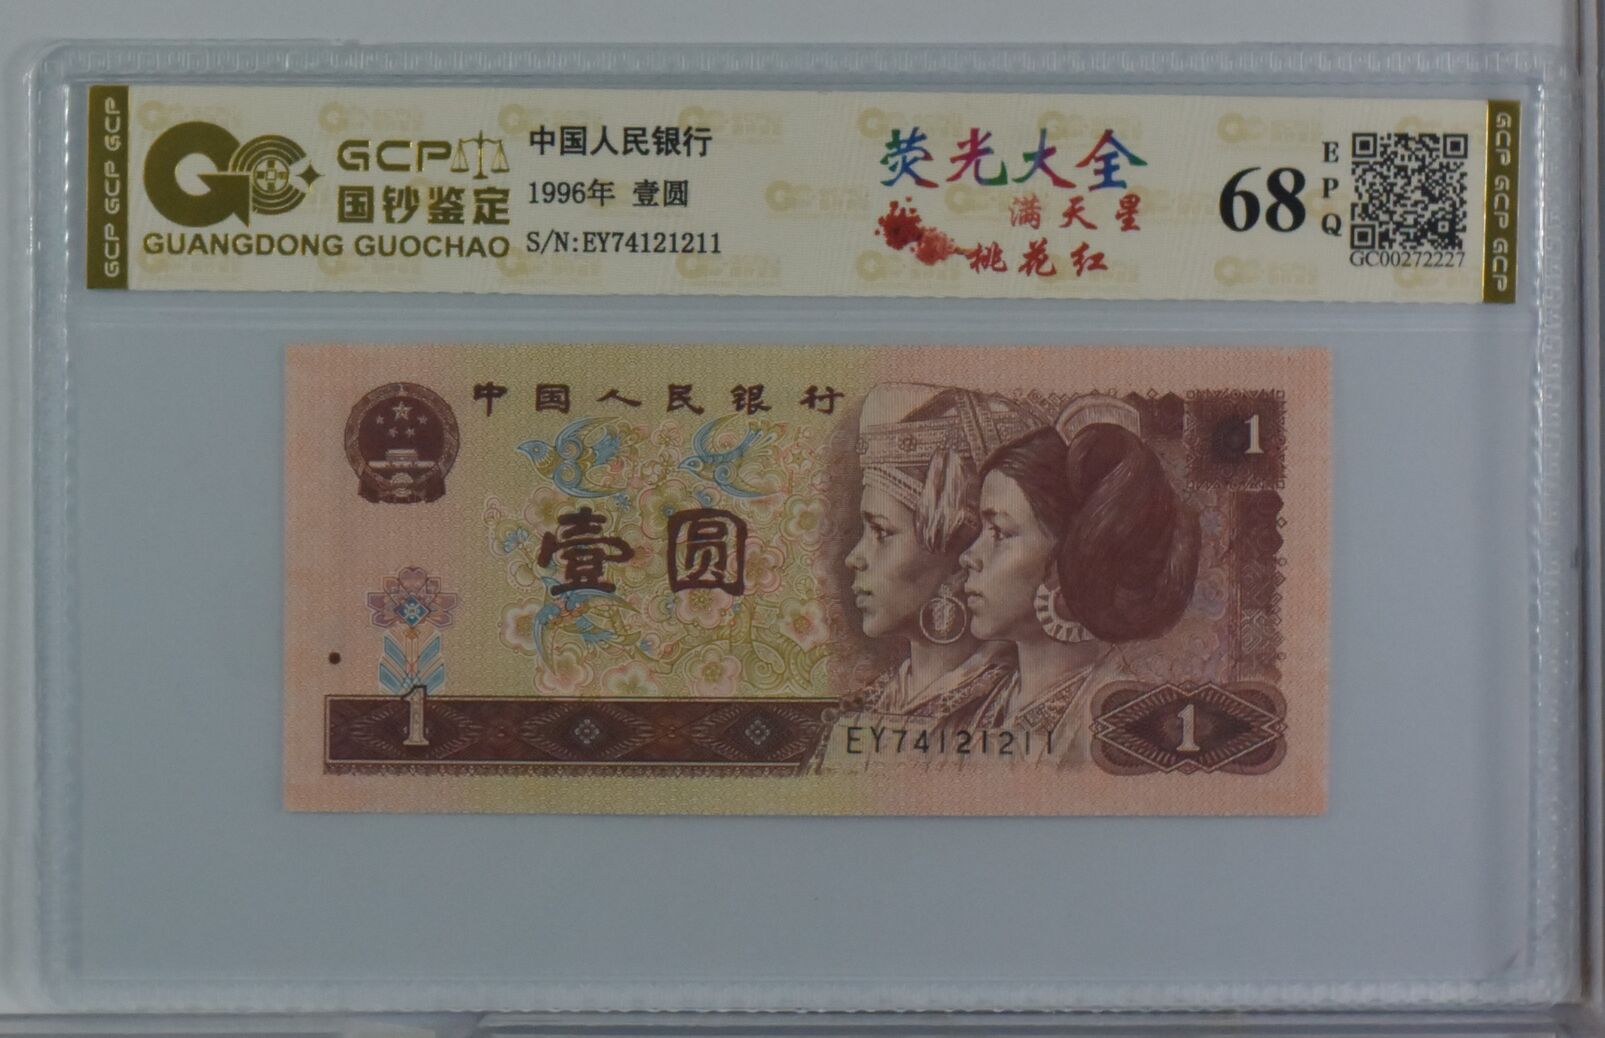 GCP GCP GCP
GCP
国钞鉴定
GUANGDONG GUOCHAO
中国人民银行
1996年 壹圆
S/N:EY74121211
荧光大全
满天星
桃花红
68
EPQ
GC00272227
GCP GCP GCP
中国人民银行
1
壹圆
1
EY74121211
1